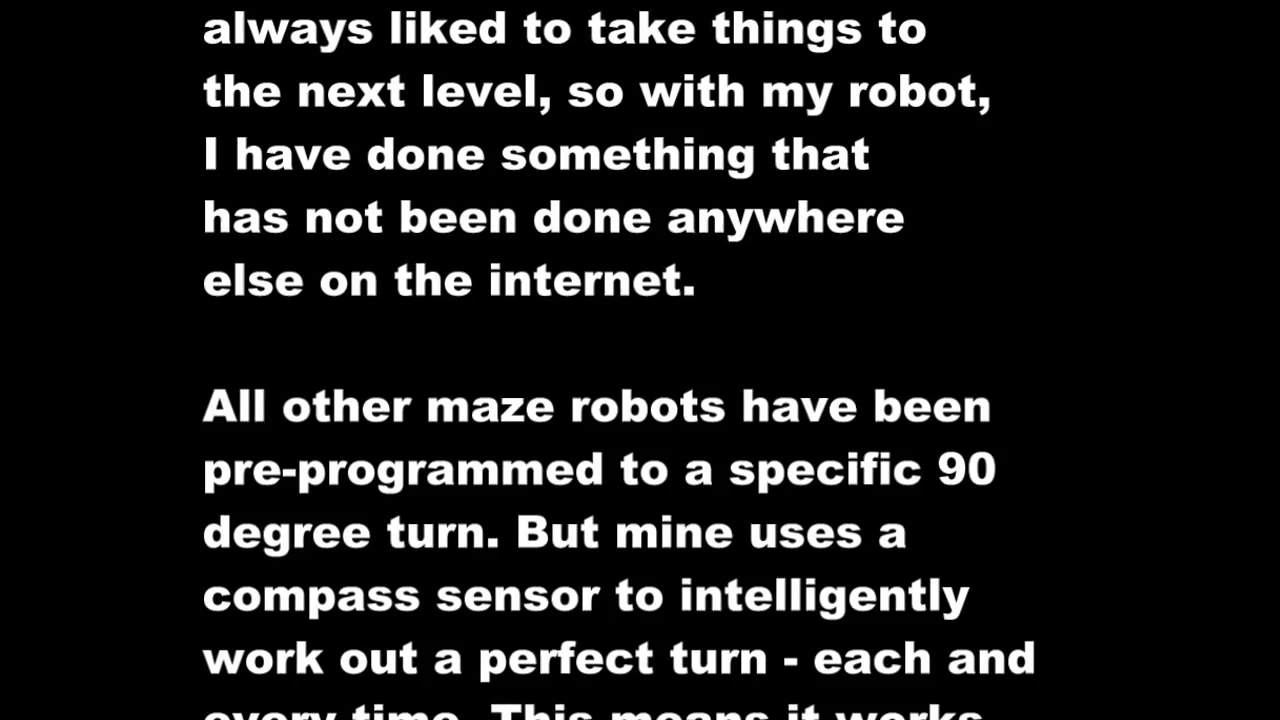 always liked to take things to
the next level, so with my robot,
I have done something that
has not been done anywhere
else on the internet.
All other maze robots have been
pre-programmed to a specific 90
degree turn. But mine uses a
compass sensor to intelligently
work out a perfect turn - each and
every time. This means it works